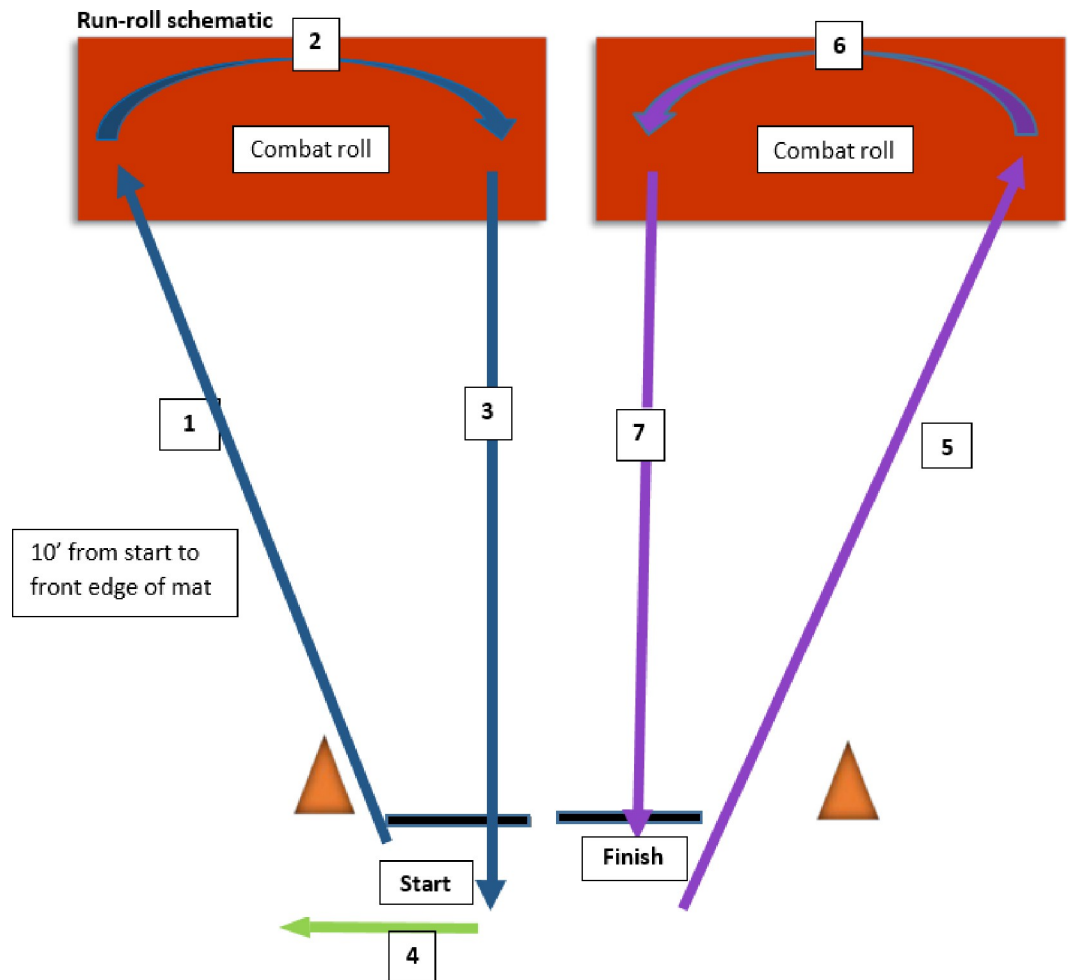 Run-roll schematic
2
6
Combat roll
Combat roll
1
3
7
5
10’ from start to
front edge of mat
Finish
Start
4